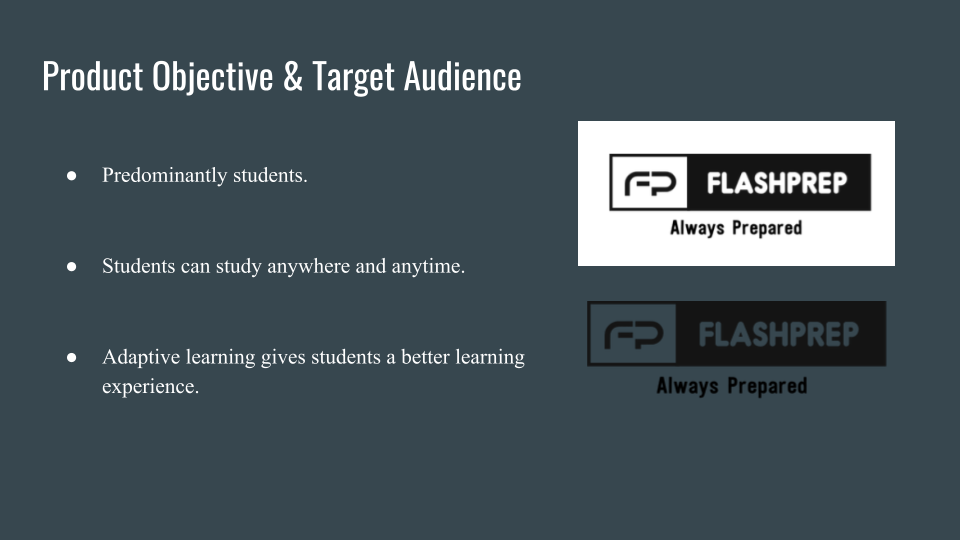 Product Objective & Target Audience
● Predominantly students.
● Students can study anywhere and anytime.
● Adaptive learning gives students a better learning
experience.
FP FLASHPREP
Always Prepared
FP FLASHPREP
Always Prepared